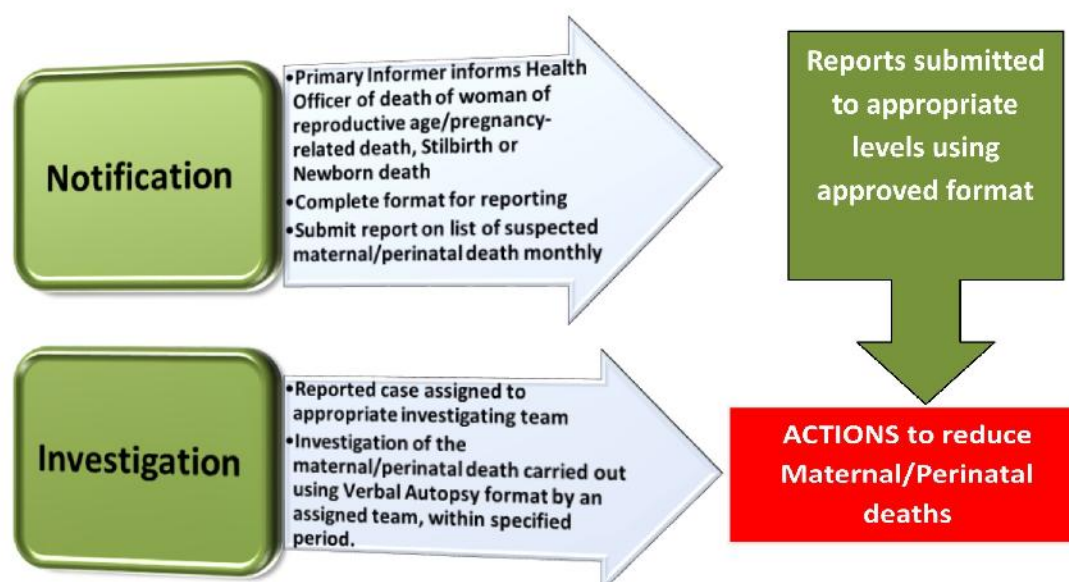 Notification
•Primary Informer informs Health
Officer of death of woman of
reproductive age/pregnancy-
related death, Stilbirth or
Newborn death
•Complete format for reporting
•Submit report on list of suspected
maternal/perinatal death monthly
Reports submitted
to appropriate
levels using
approved format
Investigation
•Reported case assigned to
appropriate investigating team
•Investigation of the
maternal/perinatal death carried out
using Verbal Autopsy format by an
assigned team, within specified
period.
ACTIONS to reduce
Maternal/Perinatal
deaths